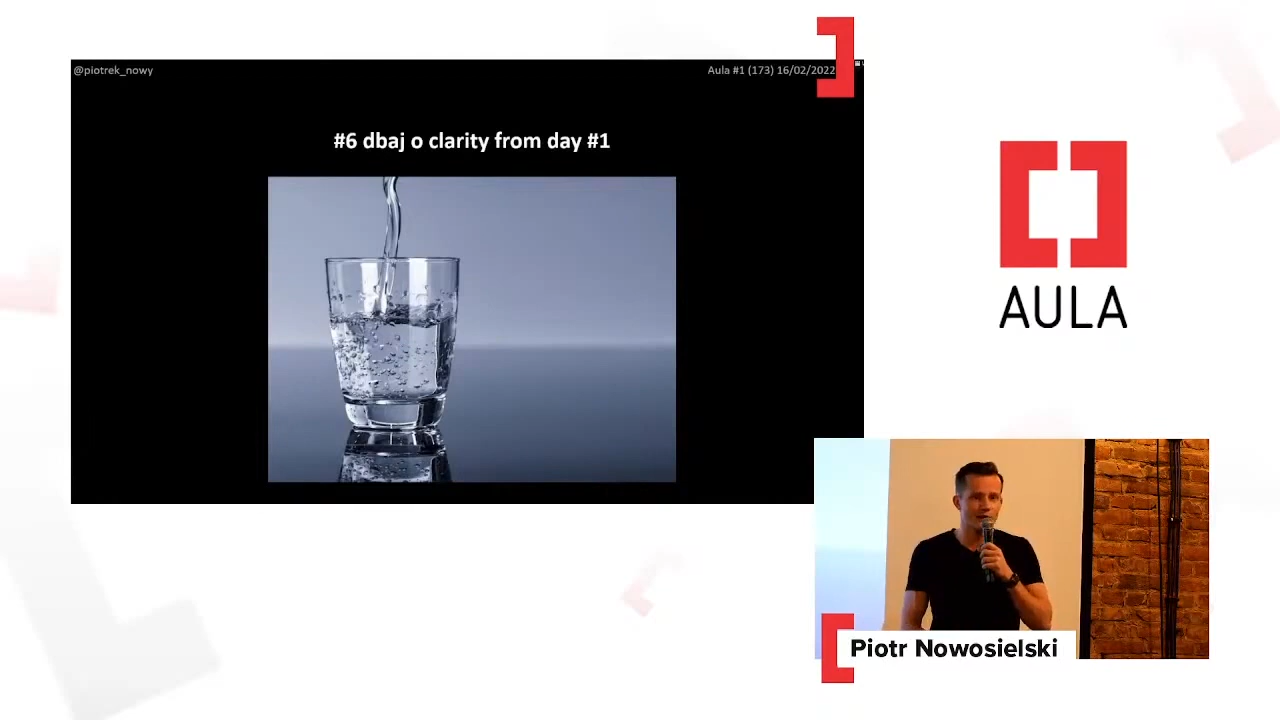 @piotrek_nowy
Aula #1 (173) 16/02/2022
#6 dbaj o clarity from day #1
AULA
Piotr Nowosielski